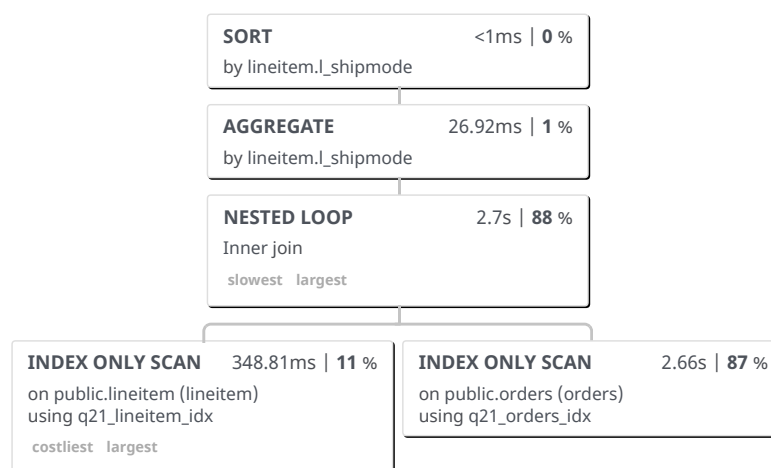 SORT <1ms | 0 %
by lineitem.l_shipmode
AGGREGATE 26.92ms | 1 %
by lineitem.l_shipmode
NESTED LOOP 2.7s | 88 %
Inner join
slowest largest
INDEX ONLY SCAN 348.81ms | 11 %
on public.lineitem (lineitem)
using q21_lineitem_idx
costliest largest
INDEX ONLY SCAN 2.66s | 87 %
on public.orders (orders)
using q21_orders_idx